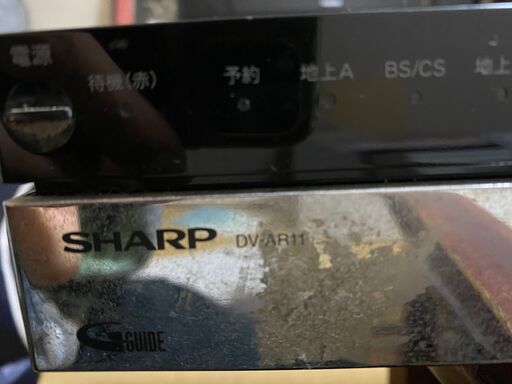 電源
待機(赤)
予約
地上A
BS/CS
地上
SHARP
DV-AR11
G-GUIDE